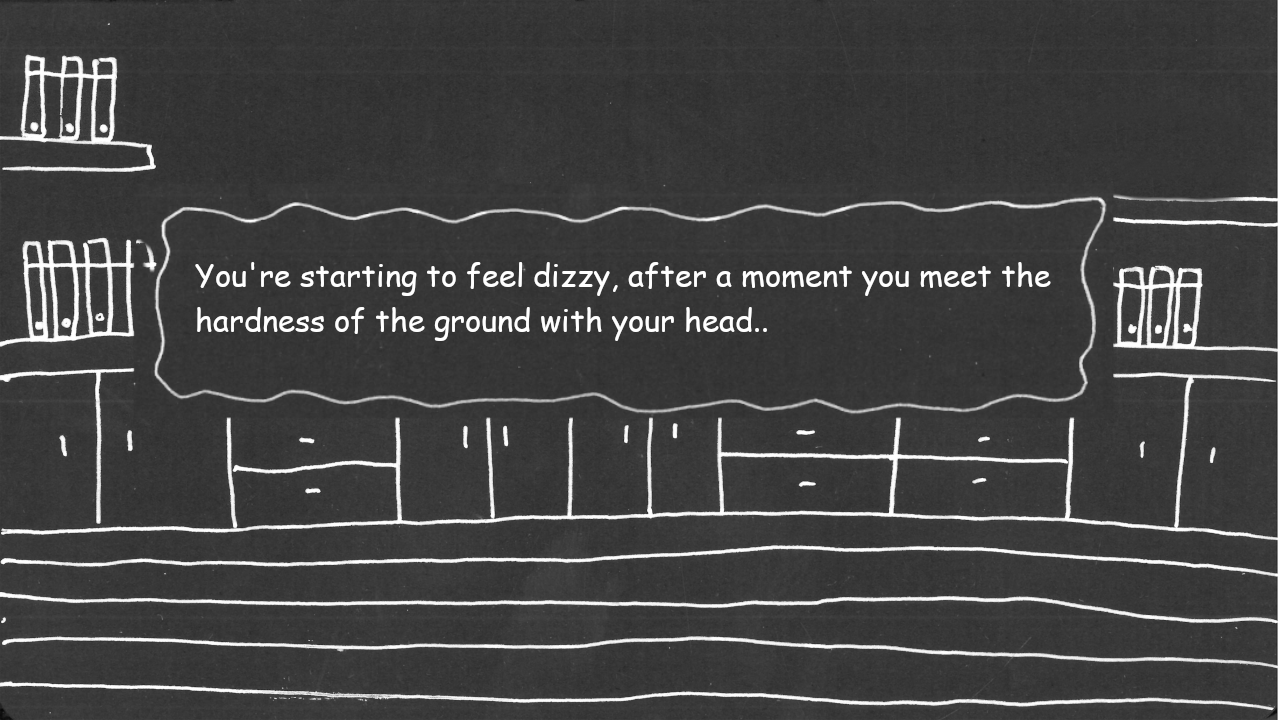 You're starting to feel dizzy, after a moment you meet the
hardness of the ground with your head..